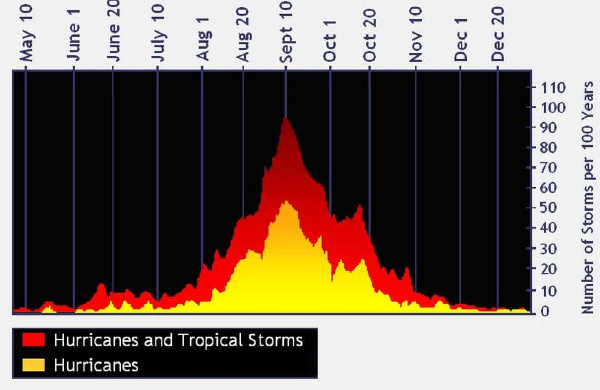 May 10
June 1
June 20
July 10
Aug 1
Aug 20
Sept 10
Oct 1
Oct 20
Nov 10
Dec 1
Dec 20
110
100
90
80
70
60
50
40
30
20
10
0
Number of Storms per 100 Years
Hurricanes and Tropical Storms
Hurricanes